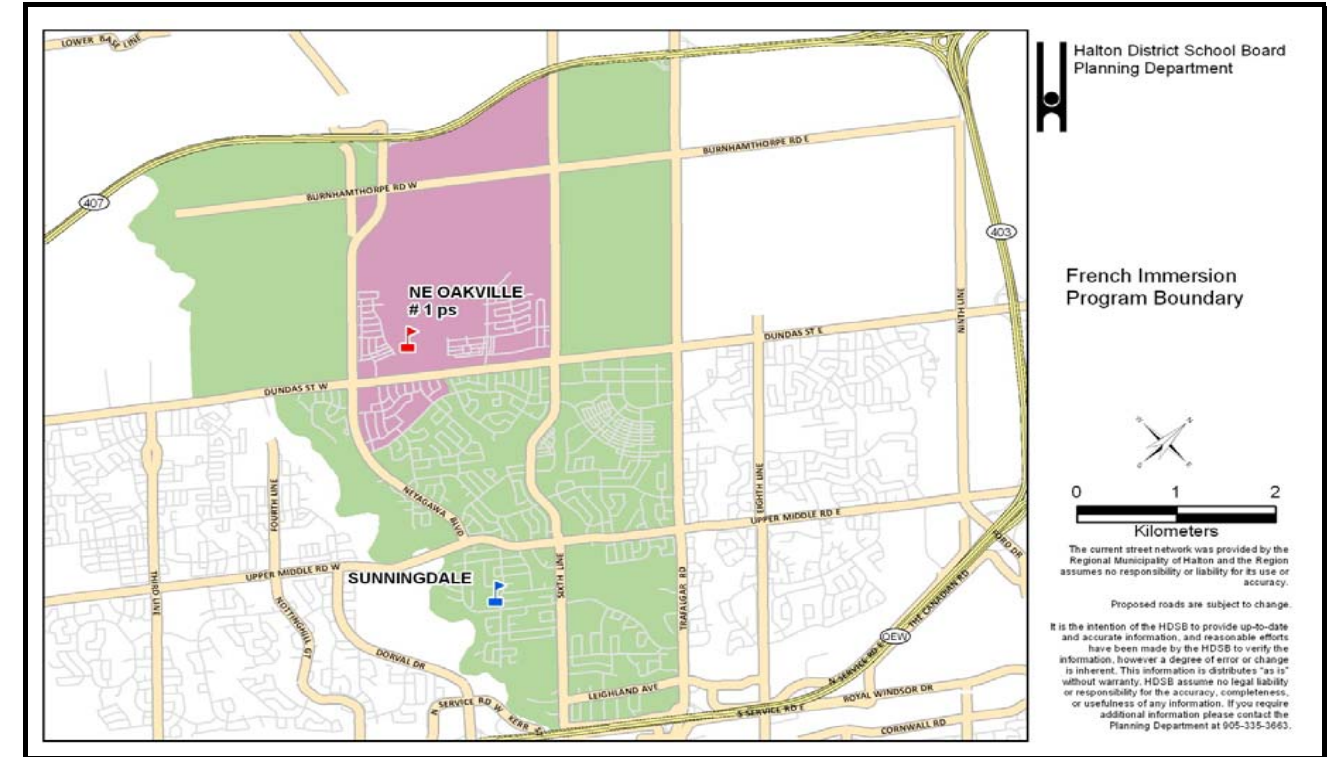 LOWER BASE LINE
Halton District School Board
Planning Department
BURNHAMTHORPE RD E
BURNHAMTHORPE RD W
407
403
French Immersion
Program Boundary
NE OAKVILLE
# 1 ps
NINTH LINE
DUNDAS ST E
DUNDAS ST W
0 1 2
Kilometers
NEYAGAWA BLVD
FOURTH LINE
EIGHTH LINE
UPPER MIDDLE RD E
UPPER MIDDLE RD W
SUNNINGDALE
THIRD LINE
NOTTINGHILL GT
SIXTH LINE
TRAFALGAR RD
FORD DR
THE CANADIAN RD
QEW
N SERVICE RD E
DORVAL DR
LEIGHLAND AVE
N SERVICE RD W
KERR ST
S SERVICE RD E
ROYAL WINDSOR DR
CORNWALL RD
The current street network was provided by the
Regional Municipality of Halton and the Region
assumes no responsibility or liability for its use or
accuracy.
Proposed roads are subject to change.
It is the intention of the HDSB to provide up-to-date
and accurate information, and reasonable efforts
have been made by the HDSB to verify the
information, however a degree of error or change
is inherent. This information is distributes "as is"
without warranty. HDSB assume no legal liability
or responsibility for the accuracy, completeness,
or usefulness of any information. If you require
additional information please contact the
Planning Department at 905-335-3663.